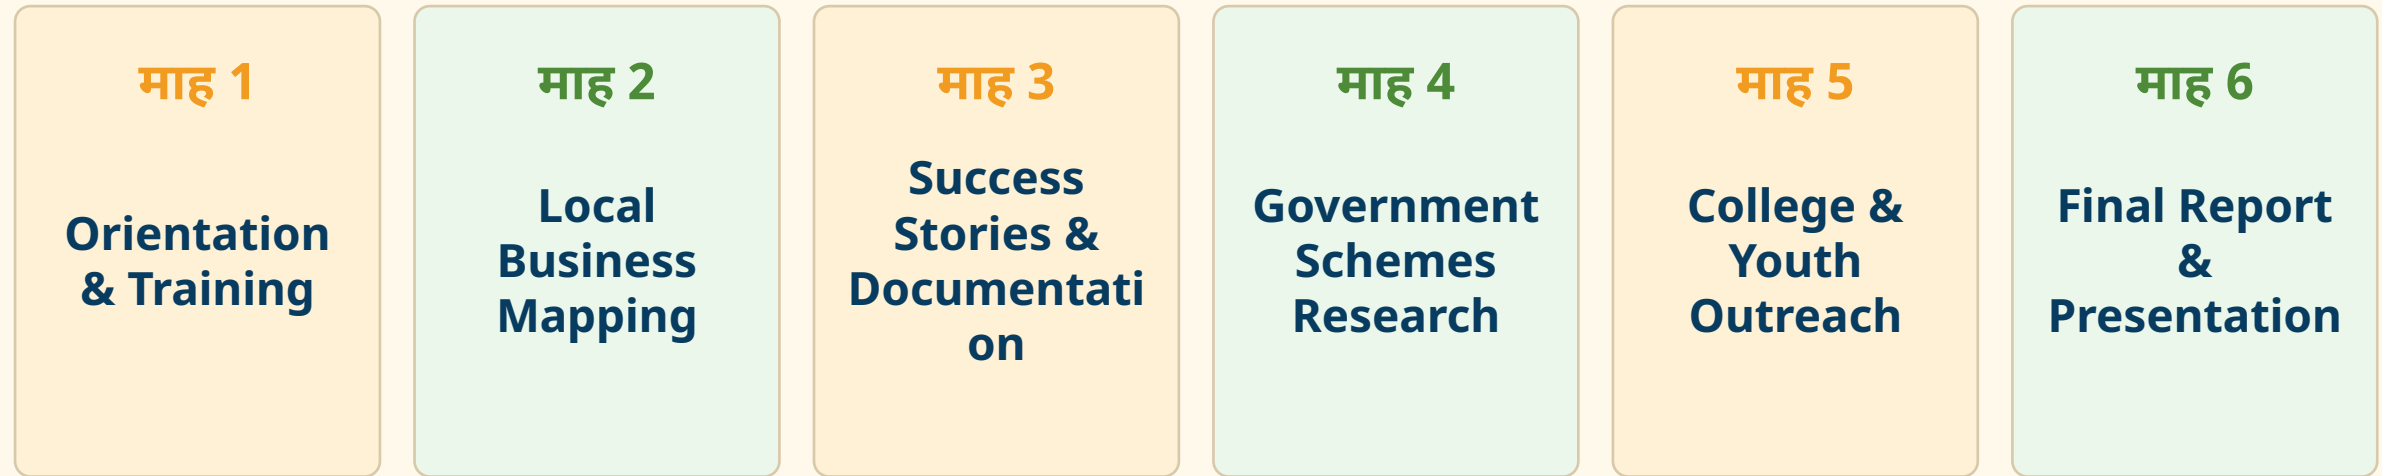 माह 1
Orientation
& Training
माह 2
Local
Business
Mapping
माह 3
Success
Stories &
Documentati
on
माह 4
Government
Schemes
Research
माह 5
College &
Youth
Outreach
माह 6
Final Report
&
Presentation